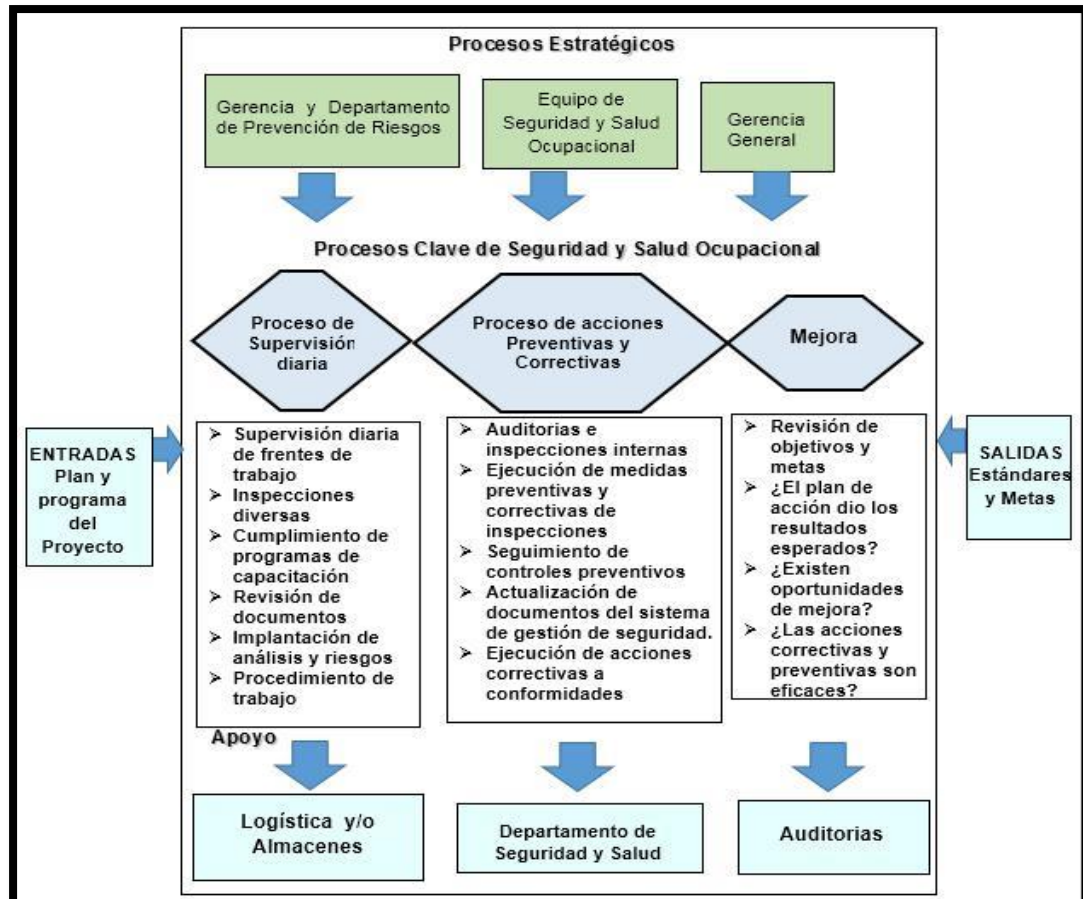 Procesos Estratégicos
Gerencia y Departamento
de Prevención de Riesgos
Equipo de
Seguridad y Salud
Ocupacional
Gerencia
General
Procesos Clave de Seguridad y Salud Ocupacional
Proceso de
Supervisión
diaria
Proceso de acciones
Preventivas y
Correctivas
Mejora
ENTRADAS
Plan y
programa
del
Proyecto
➤ Supervisión diaria
de frentes de
trabajo
➤ Inspecciones
diversas
➤ Cumplimiento de
programas de
capacitación
➤ Revisión de
documentos
➤ Implantación de
análisis y riesgos
➤ Procedimiento de
trabajo
➤ Auditorias e
inspecciones internas
➤ Ejecución de medidas
preventivas y
correctivas de
inspecciones
➤ Seguimiento de
controles preventivos
➤ Actualización de
documentos del sistema
de gestión de seguridad.
➤ Ejecución de acciones
correctivas a
conformidades
➤ Revisión de
objetivos y
metas
➤ ¿El plan de
acción dio los
resultados
esperados?
➤ ¿Existen
oportunidades
de mejora?
➤ ¿Las acciones
correctivas y
preventivas son
eficaces?
SALIDAS
Estándares
y Metas
Apoyo
Logística y/o
Almacenes
Departamento de
Seguridad y Salud
Auditorias